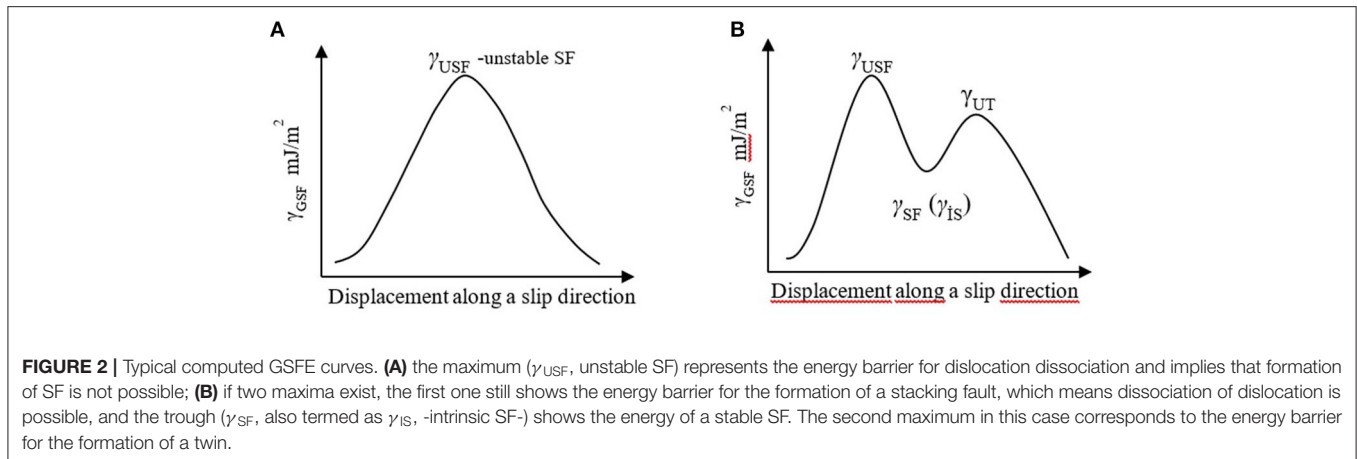 A
γUSF -unstable SF
γGSF mJ/m²
Displacement along a slip direction
B
γUSF
γUT
γSF (γİS)
γGSF mJ/m²
Displacement along a slip direction
FIGURE 2 | Typical computed GSFE curves. (A) the maximum (γUSF, unstable SF) represents the energy barrier for dislocation dissociation and implies that formation
of SF is not possible; (B) if two maxima exist, the first one still shows the energy barrier for the formation of a stacking fault, which means dissociation of dislocation is
possible, and the trough (γSF, also termed as γIS, -intrinsic SF-) shows the energy of a stable SF. The second maximum in this case corresponds to the energy barrier
for the formation of a twin.